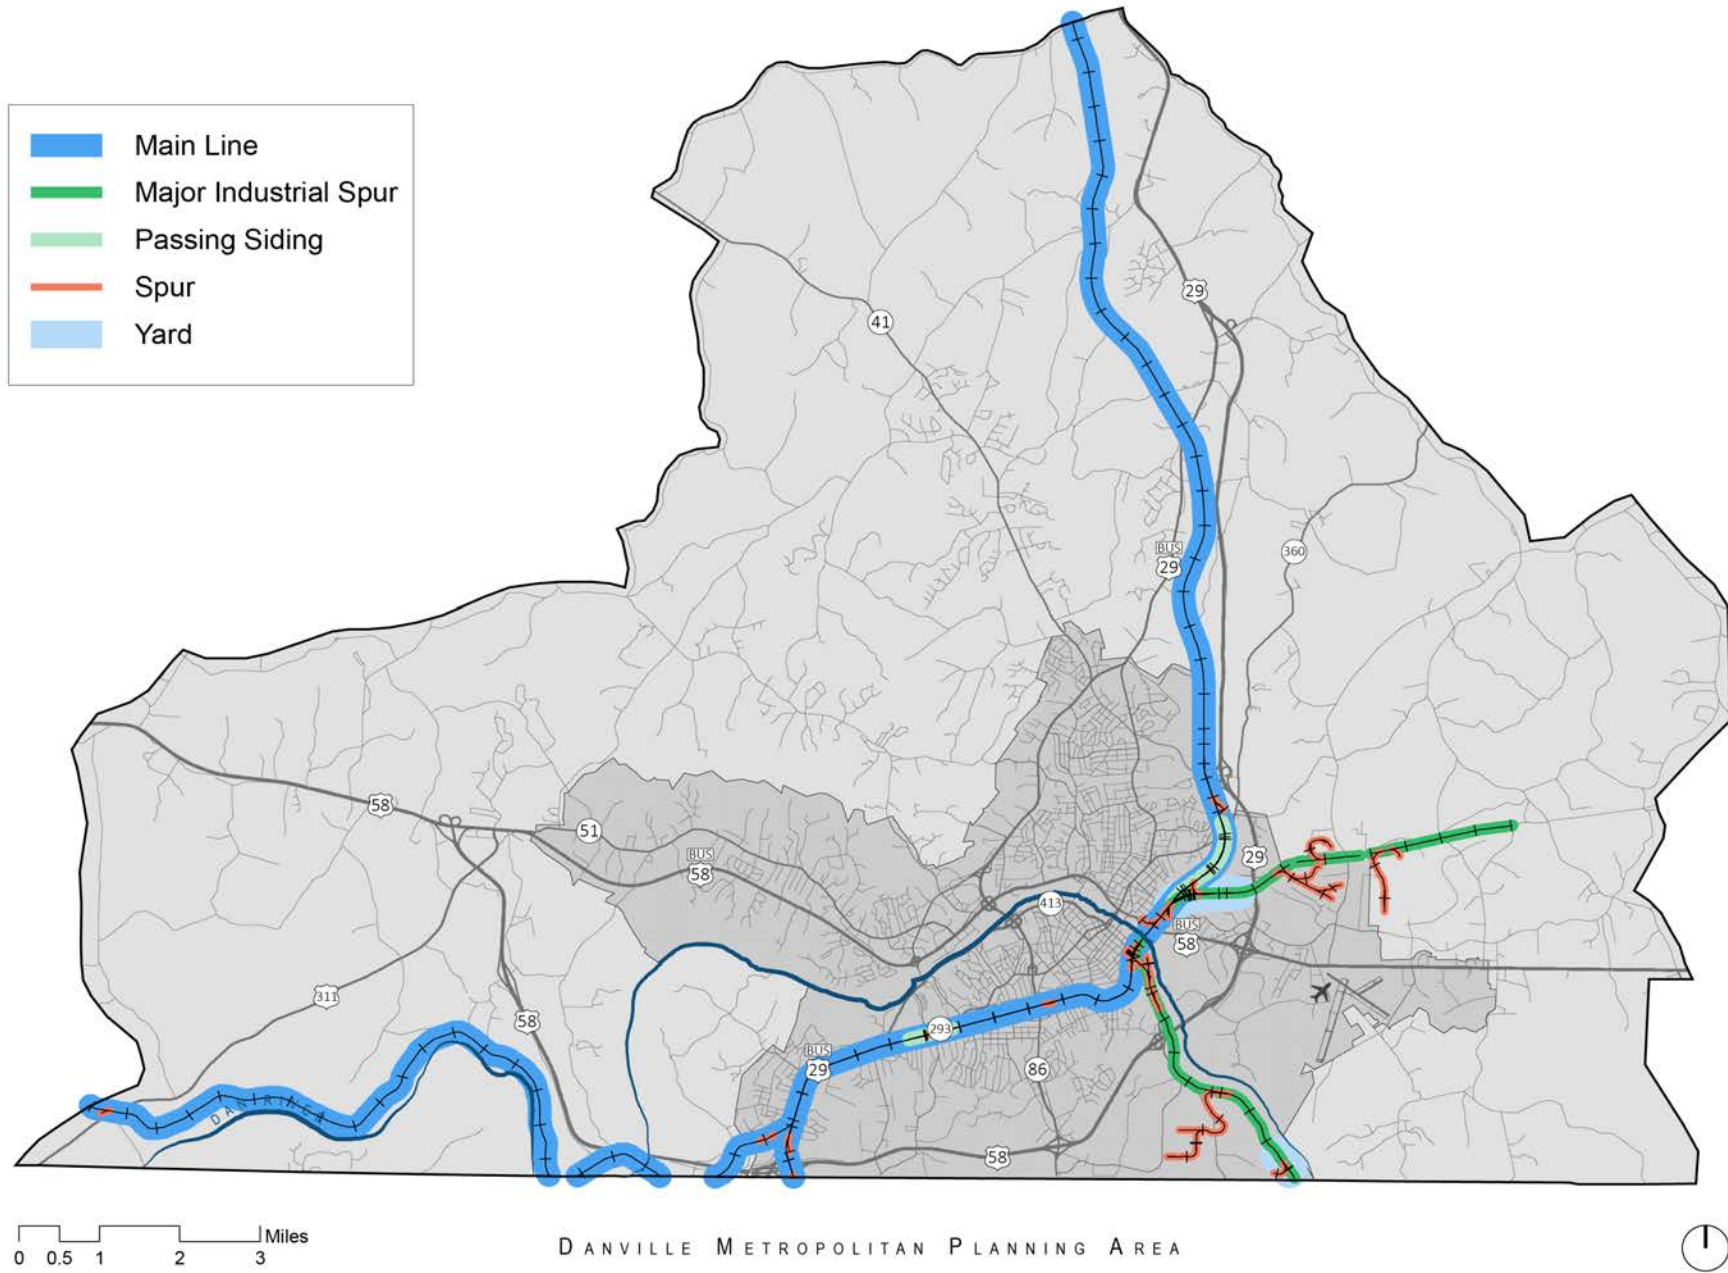 Main Line
Major Industrial Spur
Passing Siding
Spur
Yard
29
41
BUS
29
360
58
51
BUS
58
29
413
BUS
58
311
58
293
BUS
29
86
DAN RIVER
58
0 0.5 1 2 3 Miles
DANVILLE METROPOLITAN PLANNING AREA